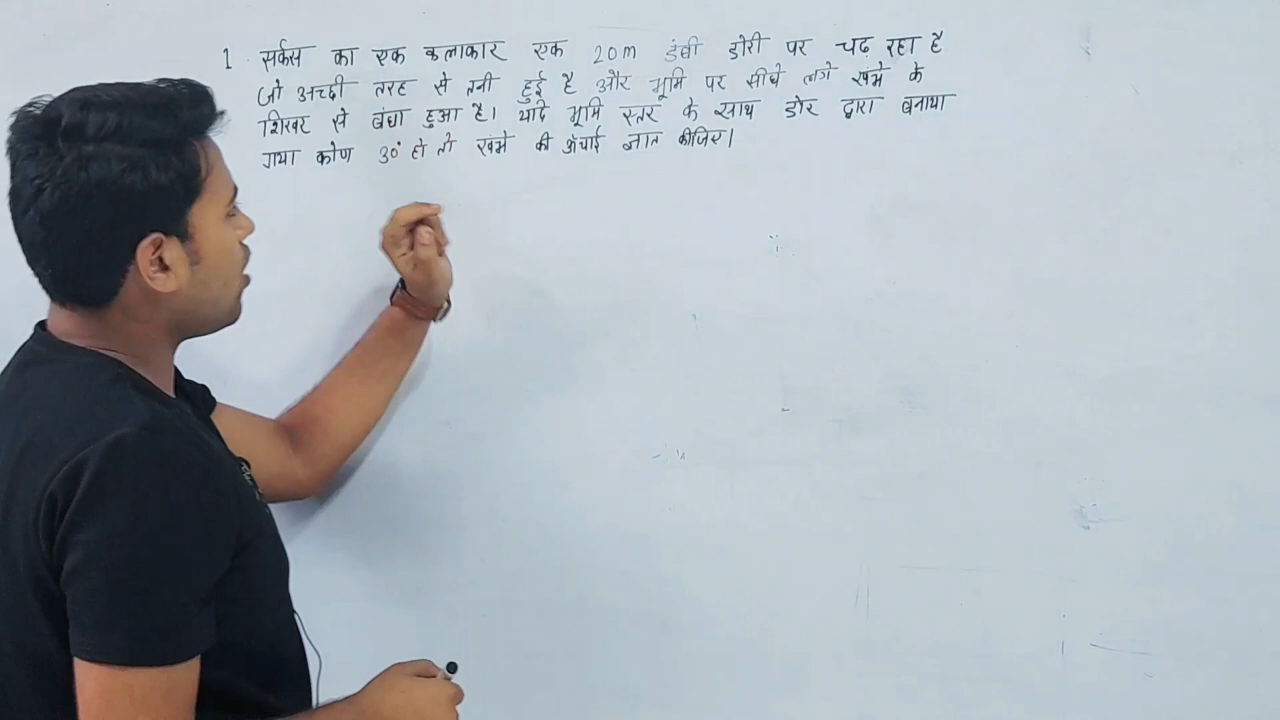 1. सर्कस का एक कलाकार एक 20m डंबी डोरी पर चढ़ रहा है
जो अच्छी तरह से तनी हुई है और भूमि पर सीधे लगे खंभे के
शिखर से बंधा हुआ है। यदि भूमि स्तर के साथ डोर द्वारा बनाया
गया कोण 30° हो तो खंभे की ऊँचाई ज्ञात कीजिए।